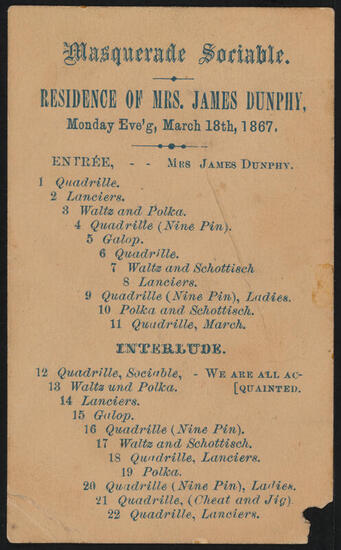 Masquerade Sociable.
RESIDENCE OF MRS. JAMES DUNPHY,
Monday Eve'g, March 18th, 1867.
ENTRÉE, - - MRS JAMES DUNPHY.
1 Quadrille.
2 Lanciers.
3 Waltz and Polka.
4 Quadrille (Nine Pin).
5 Galop.
6 Quadrille.
7 Waltz and Schottisch
8 Lanciers.
9 Quadrille (Nine Pin), Ladies.
10 Polka and Schottisch.
11 Quadrille, March.
INTERLUDE.
12 Quadrille, Sociable, - WE ARE ALL AC-
13 Waltz und Polka. [QUAINTED.
14 Lanciers.
15 Galop.
16 Quadrille (Nine Pin).
17 Waltz and Schottisch.
18 Quadrille, Lanciers.
19 Polka.
20 Quadrille (Nine Pin), Ladies.
21 Quadrille, (Cheat and Jig).
22 Quadrille, Lanciers.